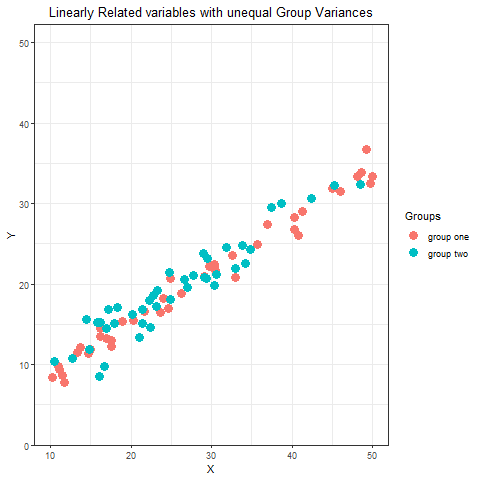 Linearly Related variables with unequal Group Variances
50
40
30
20
10
0
Y
10
20
30
40
50
X
Groups
group one
group two